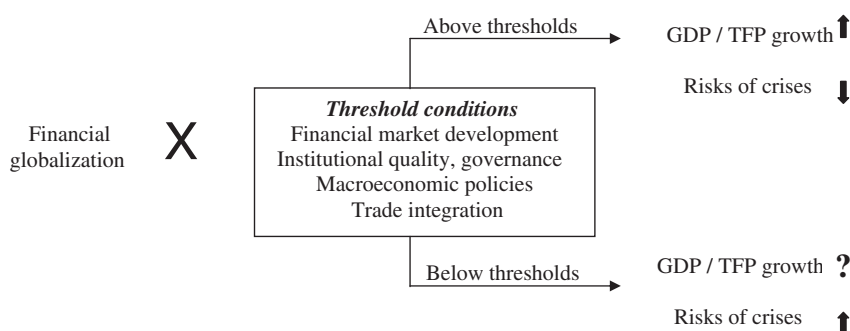 Above thresholds
GDP / TFP growth
Risks of crises
Threshold conditions
Financial market development
Institutional quality, governance
Macroeconomic policies
Trade integration
Financial
globalization
X
Below thresholds
GDP / TFP growth ?
Risks of crises